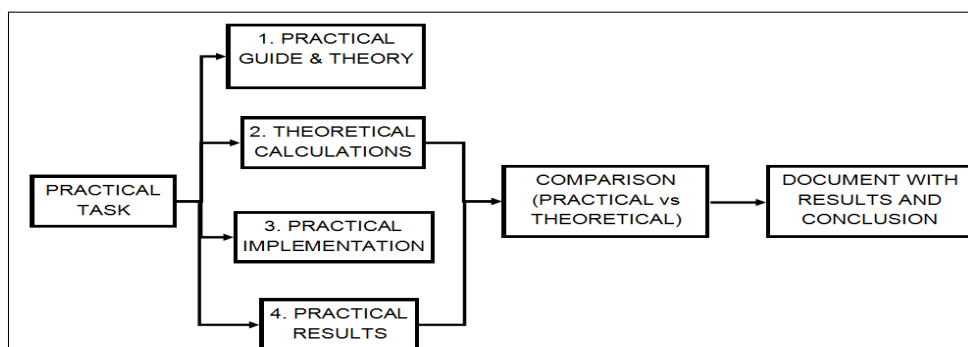 1. PRACTICAL
GUIDE & THEORY
2. THEORETICAL
CALCULATIONS
PRACTICAL
TASK
3. PRACTICAL
IMPLEMENTATION
4. PRACTICAL
RESULTS
COMPARISON
(PRACTICAL vs
THEORETICAL)
DOCUMENT WITH
RESULTS AND
CONCLUSION